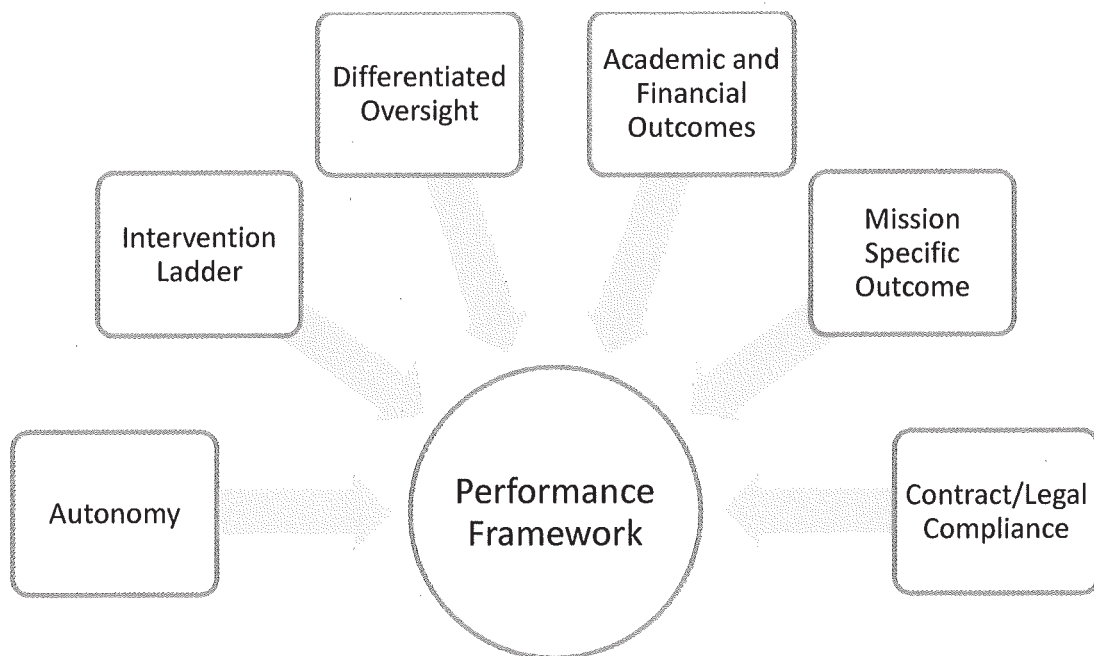 Differentiated
Oversight
Academic and
Financial
Outcomes
Intervention
Ladder
Mission
Specific
Outcome
Autonomy
Performance
Framework
Contract/Legal
Compliance